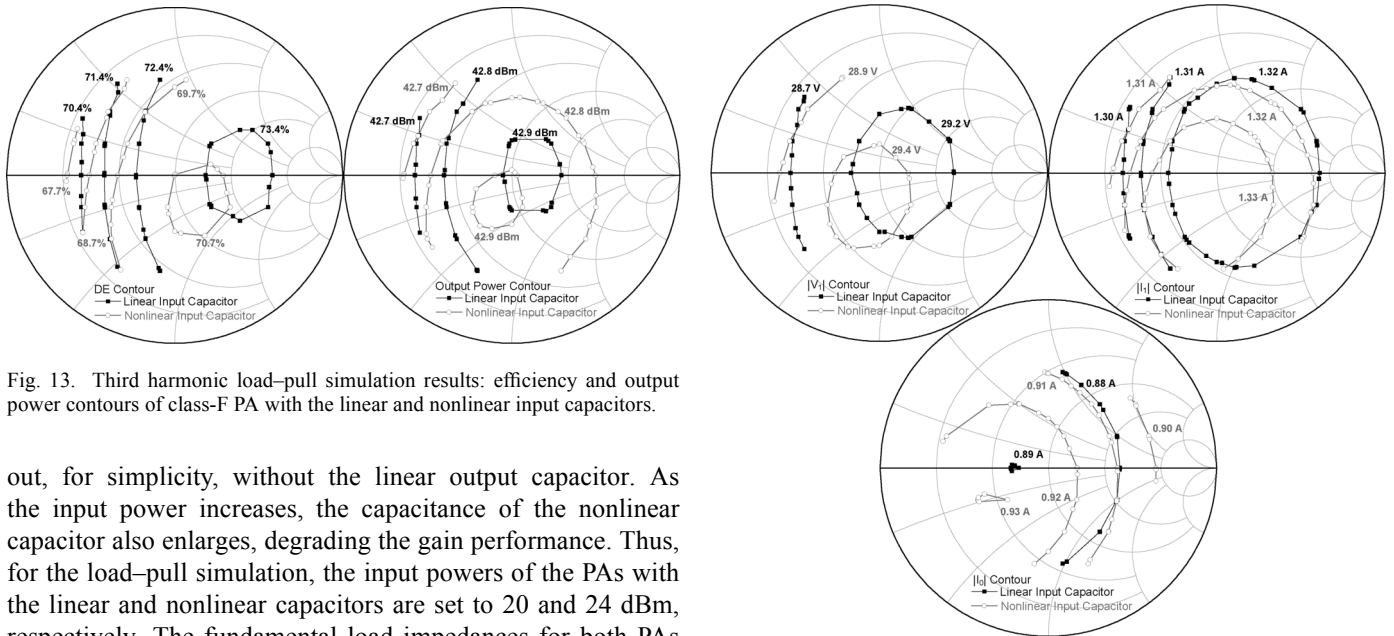 71.4%
72.4%
69.7%
70.4%
73.4%
67.7%
68.7%
70.7%
DE Contour
Linear Input Capacitor
Nonlinear Input Capacitor
42.8 dBm
42.7 dBm
42.8 dBm
42.7 dBm
42.9 dBm
42.9 dBm
Output Power Contour
Linear Input Capacitor
Nonlinear Input Capacitor
28.9 V
28.7 V
29.2 V
29.4 V
|V₁| Contour
Linear Input Capacitor
Nonlinear Input Capacitor
1.31 A
1.32 A
1.31 A
1.30 A
1.32 A
1.33 A
|I₁| Contour
Linear Input Capacitor
Nonlinear Input Capacitor
0.91 A
0.88 A
0.90 A
0.89 A
0.92 A
0.93 A
|I₀| Contour
Linear Input Capacitor
Nonlinear Input Capacitor
Fig. 13. Third harmonic load–pull simulation results: efficiency and output
power contours of class-F PA with the linear and nonlinear input capacitors.
out, for simplicity, without the linear output capacitor. As
the input power increases, the capacitance of the nonlinear
capacitor also enlarges, degrading the gain performance. Thus,
for the load–pull simulation, the input powers of the PAs with
the linear and nonlinear capacitors are set to 20 and 24 dBm,
respectively. The fundamental load impedances for both PAs